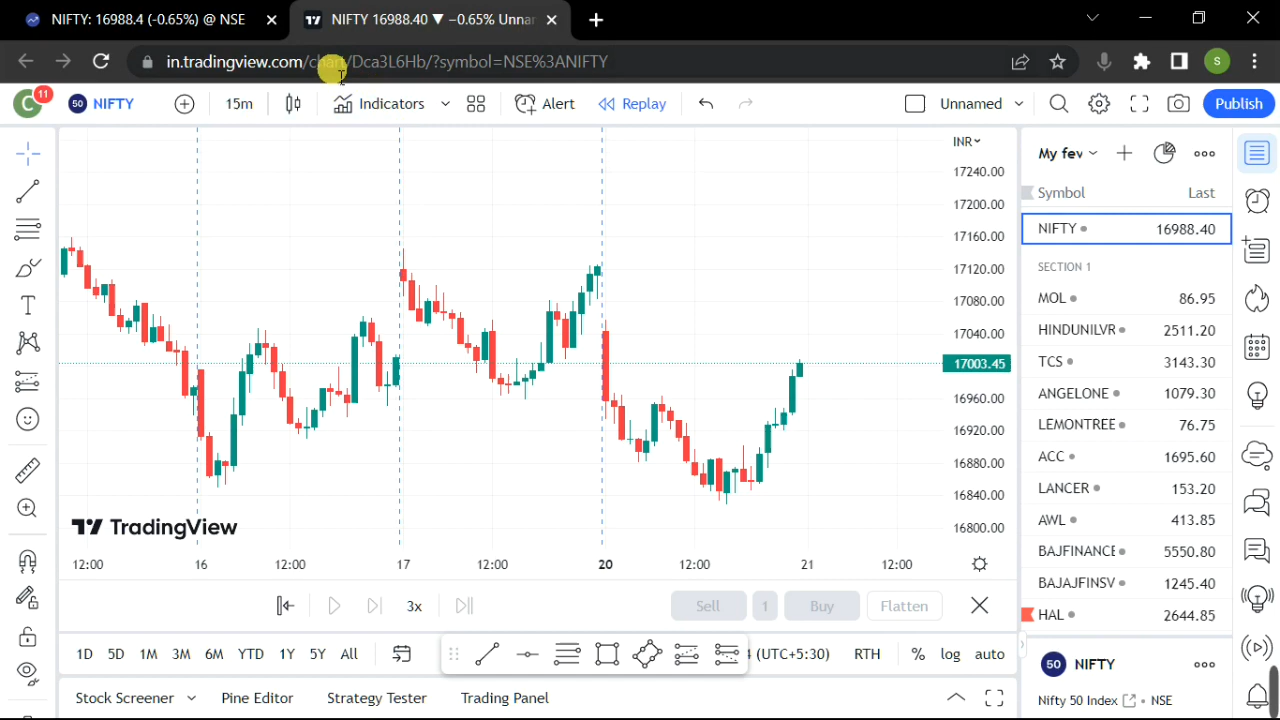 NIFTY: 16988.4 (-0.65%) @ NSE
NIFTY 16988.40 ▼ −0.65% Unnar
in.tradingview.com/chart/Dca3L6Hb/?symbol=NSE%3ANIFTY
S
C 11
50 NIFTY
15m
Indicators
Alert
Replay
Unnamed
Publish
INR
17240.00
17200.00
17160.00
17120.00
17080.00
17040.00
17003.45
16960.00
16920.00
16880.00
16840.00
16800.00
TradingView
12:00 16 12:00 17 12:00 20 12:00 21 12:00
My fev
Symbol Last
NIFTY 16988.40
SECTION 1
MOL 86.95
HINDUNILVR 2511.20
TCS 3143.30
ANGELONE 1079.30
LEMONTREE 76.75
ACC 1695.60
LANCER 153.20
AWL 413.85
BAJFINANCE 5550.80
BAJAJFINSV 1245.40
HAL 2644.85
50 NIFTY
Nifty 50 Index • NSE
3x
Sell 1 Buy Flatten
1D 5D 1M 3M 6M YTD 1Y 5Y All
(UTC+5:30) RTH % log auto
Stock Screener Pine Editor Strategy Tester Trading Panel